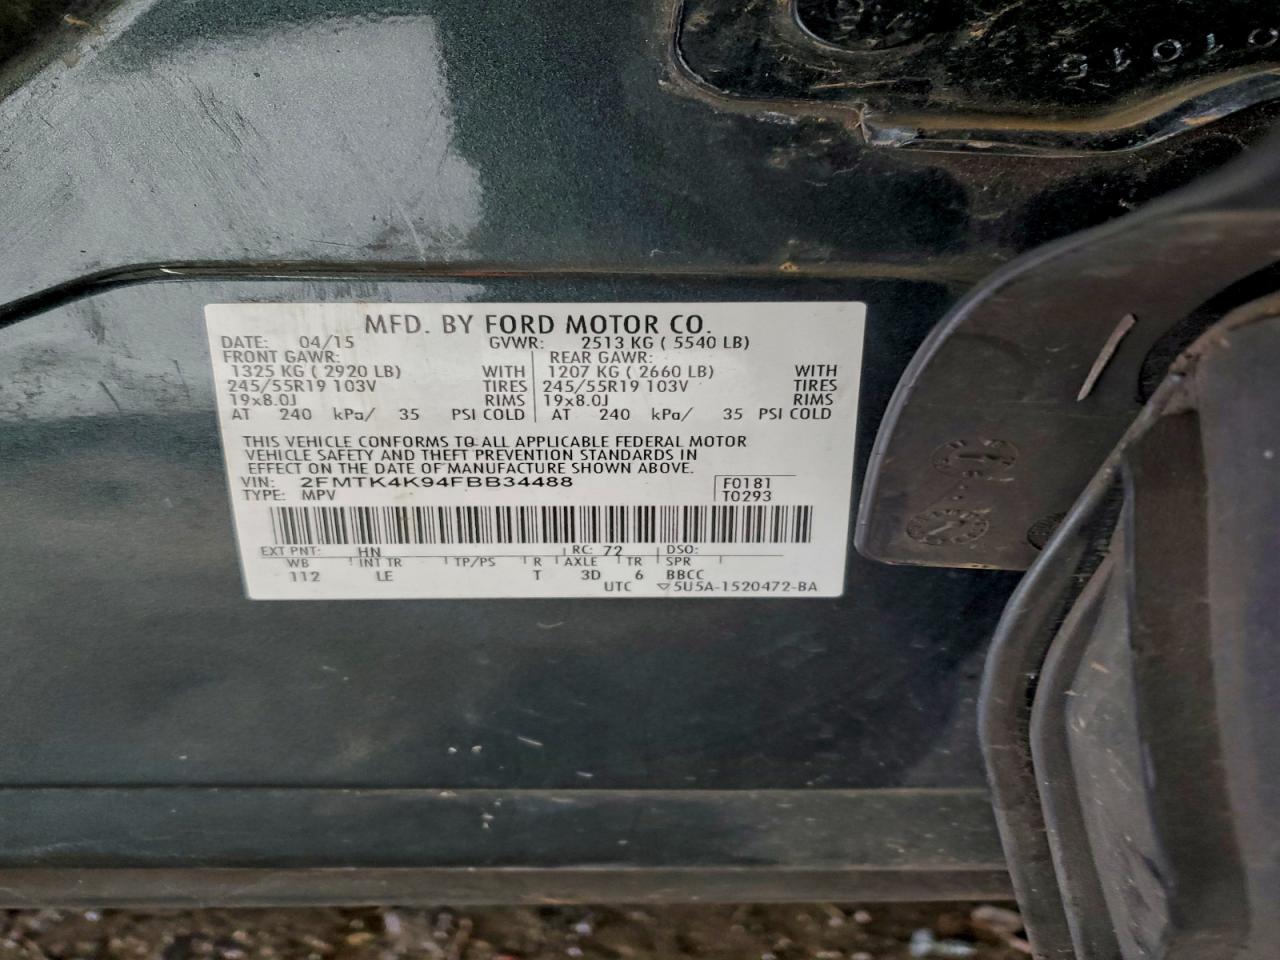 01015
MFD. BY FORD MOTOR CO.
DATE: 04/15 GVWR: 2513 KG ( 5540 LB)
FRONT GAWR: REAR GAWR:
1325 KG ( 2920 LB) WITH 1207 KG ( 2660 LB) WITH
245/55R19 103V TIRES 245/55R19 103V TIRES
19x8.0J RIMS 19x8.0J RIMS
AT 240 kPa/ 35 PSI COLD AT 240 kPa/ 35 PSI COLD
THIS VEHICLE CONFORMS TO ALL APPLICABLE FEDERAL MOTOR
VEHICLE SAFETY AND THEFT PREVENTION STANDARDS IN
EFFECT ON THE DATE OF MANUFACTURE SHOWN ABOVE.
VIN: 2FMTK4K94FBB34488 F0181
TYPE: MPV T0293
EXT PNT: HN RC: 72 DSO:
WB INT TR TP/PS R AXLE TR SPR
112 LE T 3D 6 BBCC
UTC ▽5U5A-1520472-BA